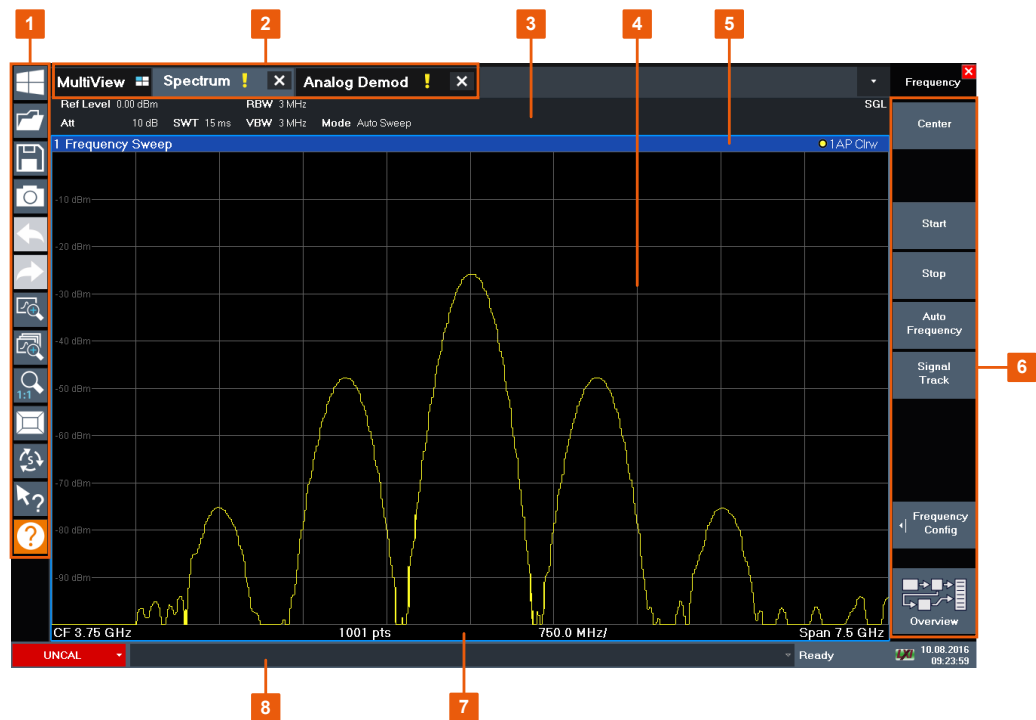 1
2
3
4
5
MultiView
Spectrum !
Analog Demod !
Frequency
Ref Level 0.00 dBm RBW 3 MHz SGL
Att 10 dB SWT 15 ms VBW 3 MHz Mode Auto Sweep
1 Frequency Sweep 1AP Clrw
-10 dBm
-20 dBm
-30 dBm
-40 dBm
-50 dBm
-60 dBm
-70 dBm
-80 dBm
-90 dBm
CF 3.75 GHz 1001 pts 750.0 MHz/ Span 7.5 GHz
1:1
S
?
?
Center
Start
Stop
Auto
Frequency
Signal
Track
6
Frequency
Config
Overview
UNCAL
Ready
10.08.2016
09:23:59
8
7